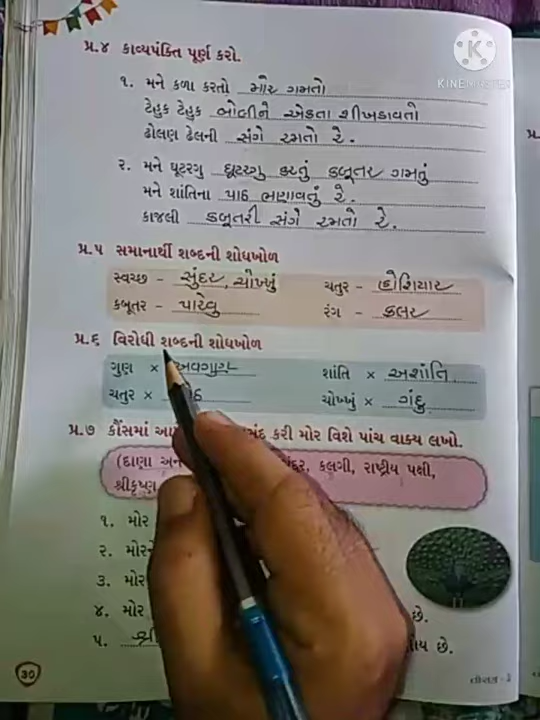 KINEMASTER
પ્ર.૪ કાવ્યપંક્તિ પૂર્ણ કરો.
૧. મને કળા કરતો મોર ગમતો
ટેહુક ટેહુક બોલીને એકતા શીખડાવતો
ઢોલણ ઢેલની સંગે રમતો રે.
૨. મને ઘૂટરગુ ઘૂટરગુ કરતું કબૂતર ગમતું
મને શાંતિના પાઠ ભણાવતું રે.
કાજલી કબૂતરી સંગે રમતો રે.
પ્ર.૫ સમાનાર્થી શબ્દની શોધખોળ
સ્વચ્છ - સુંદર, ચોખ્ખું ચતુર - હોશિયાર
કબૂતર - પારેવુ રંગ - કલર
પ્ર.૬ વિરોધી શબ્દની શોધખોળ
ગુણ × અવગુણ શાંતિ × અશાંતિ
ચતુર × ઠ ચોખ્ખું × ગંદુ
પ્ર.૭ કૌંસમાં કરી મોર વિશે પાંચ વાક્ય લખો.
(દાણા અને કલગી, રાષ્ટ્રીય પક્ષી,
શ્રીકૃષ્ણ
૧. મોર
૨.
૩. મોર
૪. મોર છે.
૫. શ્રી છે.
30